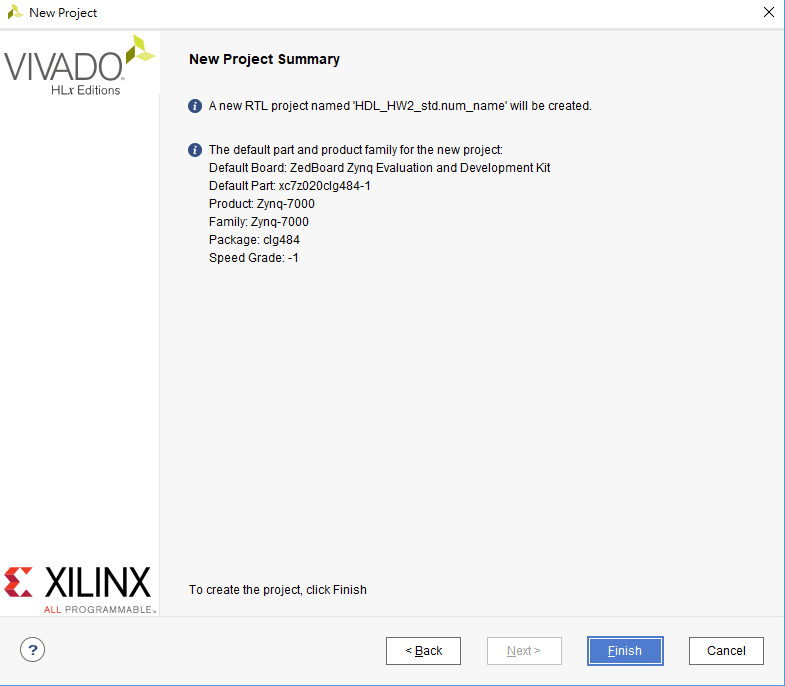 New Project
VIVADO
HLx Editions
New Project Summary
A new RTL project named 'HDL_HW2_std.num_name' will be created.
The default part and product family for the new project:
Default Board: ZedBoard Zynq Evaluation and Development Kit
Default Part: xc7z020clg484-1
Product: Zynq-7000
Family: Zynq-7000
Package: clg484
Speed Grade: -1
XILINX
ALL PROGRAMMABLE™
To create the project, click Finish
?
< Back
Next >
Finish
Cancel